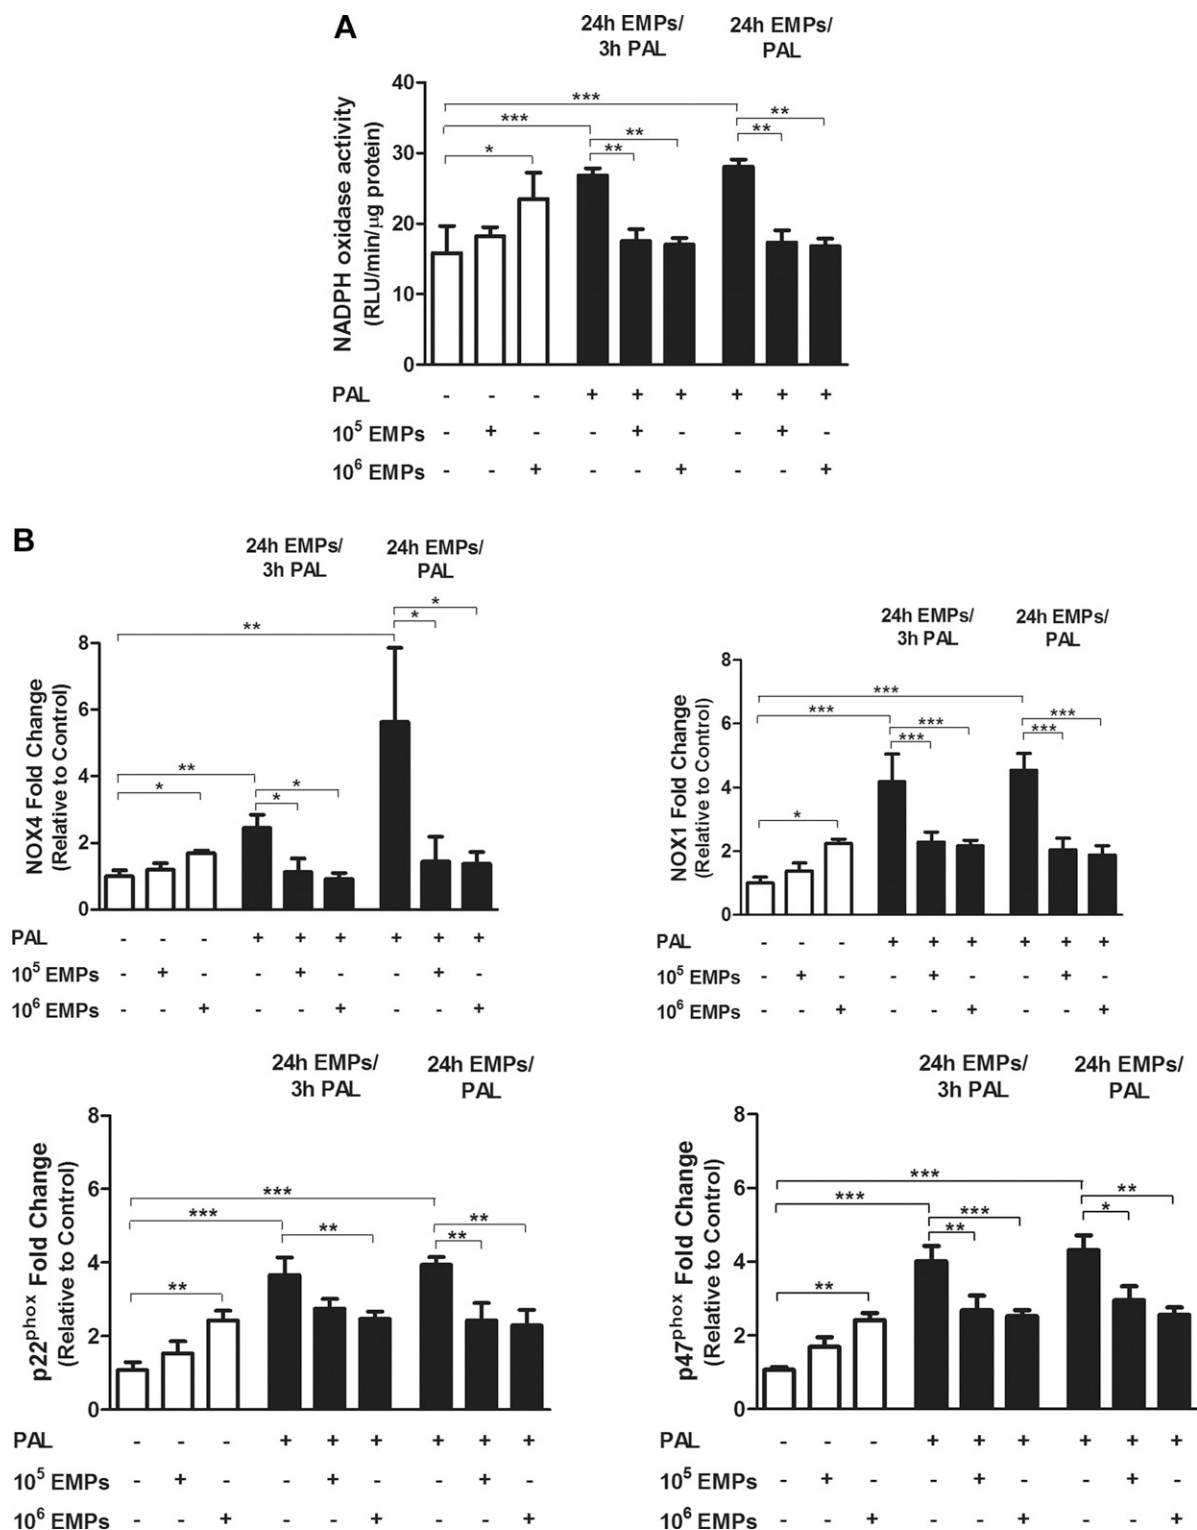 A
24h EMPs/
3h PAL
24h EMPs/
PAL
NADPH oxidase activity
(RLU/min/µg protein)
40
30
20
10
0
***
***
*
**
**
**
**
PAL - - - + + + + + +
10⁵ EMPs - + - - + - - + -
10⁶ EMPs - - + - - + - - +
B
24h EMPs/
3h PAL
24h EMPs/
PAL
NOX4 Fold Change
(Relative to Control)
8
6
4
2
0
**
**
*
*
*
*
*
PAL - - - + + + + + +
10⁵ EMPs - + - - + - - + -
10⁶ EMPs - - + - - + - - +
24h EMPs/
3h PAL
24h EMPs/
PAL
NOX1 Fold Change
(Relative to Control)
8
6
4
2
0
***
***
*
***
***
***
***
PAL - - - + + + + + +
10⁵ EMPs - + - - + - - + -
10⁶ EMPs - - + - - + - - +
24h EMPs/
3h PAL
24h EMPs/
PAL
p22ᵖʰᵒˣ Fold Change
(Relative to Control)
8
6
4
2
0
***
***
**
**
**
**
PAL - - - + + + + + +
10⁵ EMPs - + - - + - - + -
10⁶ EMPs - - + - - + - - +
24h EMPs/
3h PAL
24h EMPs/
PAL
p47ᵖʰᵒˣ Fold Change
(Relative to Control)
8
6
4
2
0
***
***
**
***
**
**
*
PAL - - - + + + + + +
10⁵ EMPs - + - - + - - + -
10⁶ EMPs - - + - - + - - +